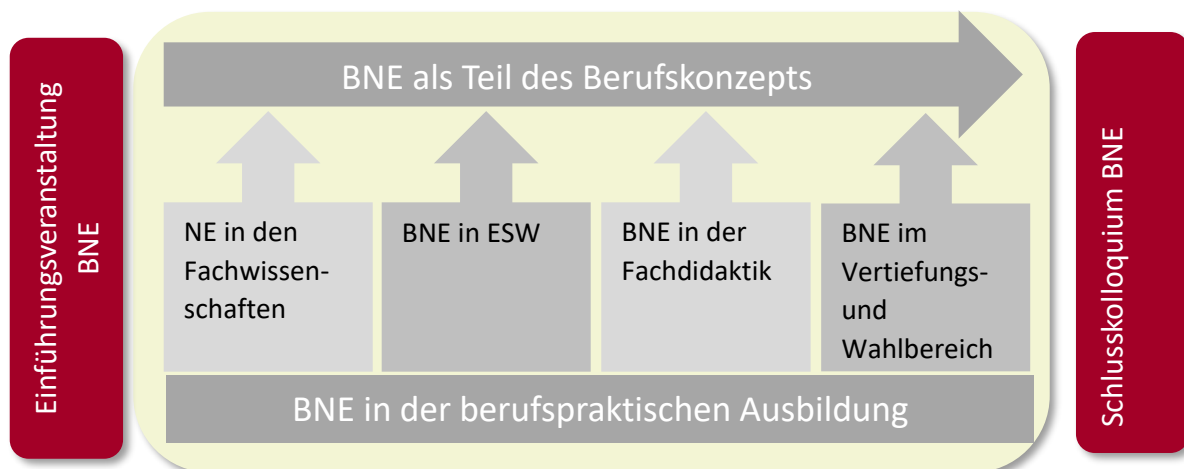 Einführungsveranstaltung
BNE
BNE als Teil des Berufskonzepts
NE in den
Fachwissen-
schaften
BNE in ESW
BNE in der
Fachdidaktik
BNE im
Vertiefungs-
und
Wahlbereich
BNE in der berufspraktischen Ausbildung
Schlusskolloquium BNE